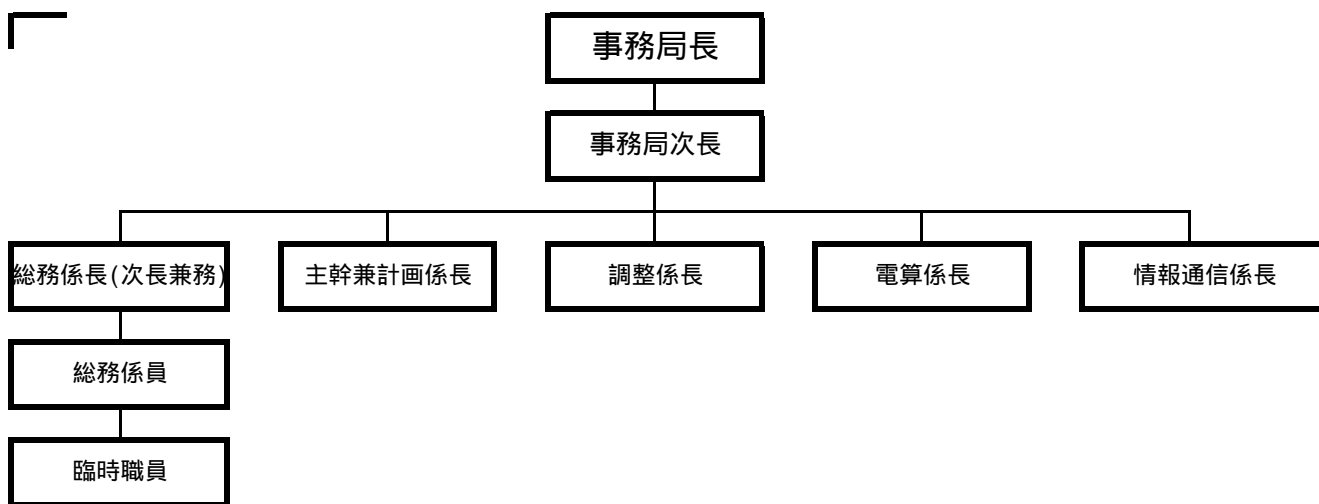 事務局長
事務局次長
総務係長(次長兼務)
主幹兼計画係長
調整係長
電算係長
情報通信係長
総務係員
臨時職員